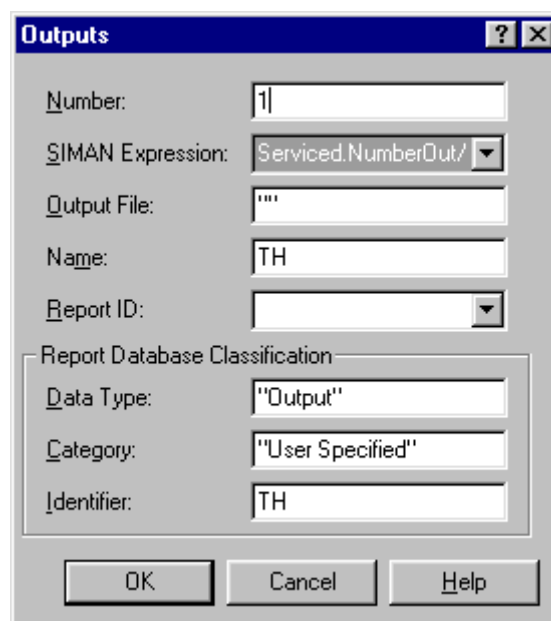 Outputs
Number: 1
SIMAN Expression: Serviced.NumberOut/
Output File: ""
Name: TH
Report ID:
Report Database Classification
Data Type: "Output"
Category: "User Specified"
Identifier: TH
OK Cancel Help